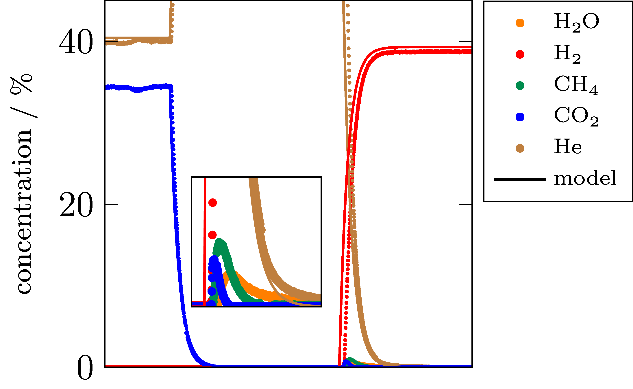 40
20
0
concentration / %
H₂O
H₂
CH₄
CO₂
He
model